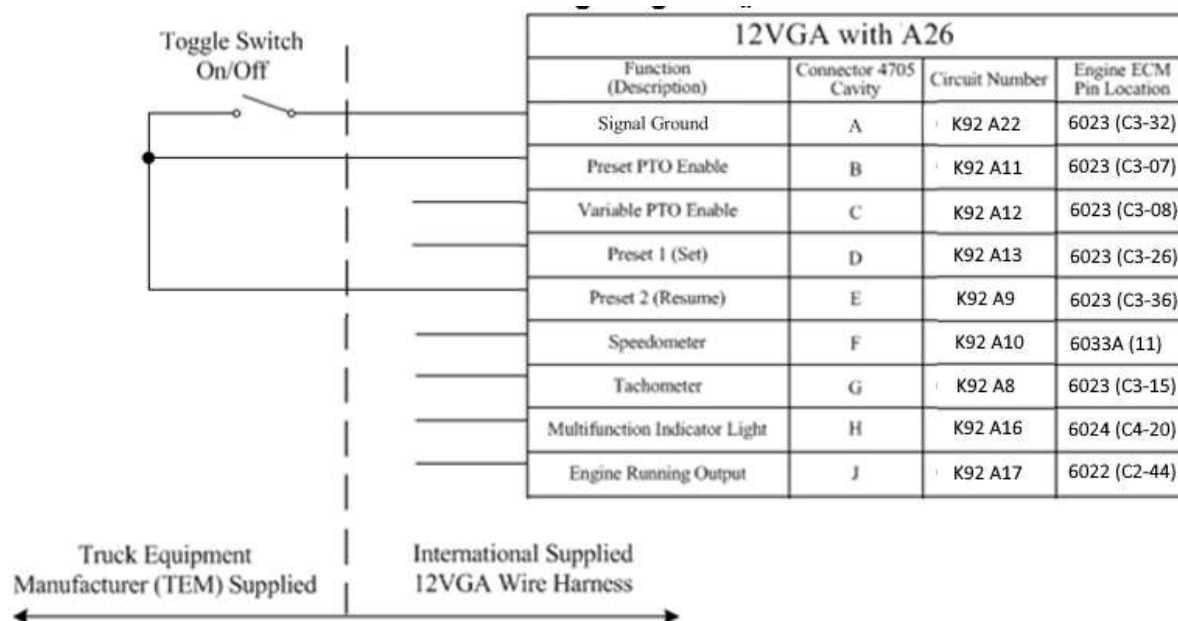 Toggle Switch
On/Off
12VGA with A26
Function
(Description)
Connector 4705
Cavity
Circuit Number
Engine ECM
Pin Location
Signal Ground A K92 A22 6023 (C3-32)
Preset PTO Enable B K92 A11 6023 (C3-07)
Variable PTO Enable C K92 A12 6023 (C3-08)
Preset 1 (Set) D K92 A13 6023 (C3-26)
Preset 2 (Resume) E K92 A9 6023 (C3-36)
Speedometer F K92 A10 6033A (11)
Tachometer G K92 A8 6023 (C3-15)
Multifunction Indicator Light H K92 A16 6024 (C4-20)
Engine Running Output J K92 A17 6022 (C2-44)
Truck Equipment
Manufacturer (TEM) Supplied
International Supplied
12VGA Wire Harness